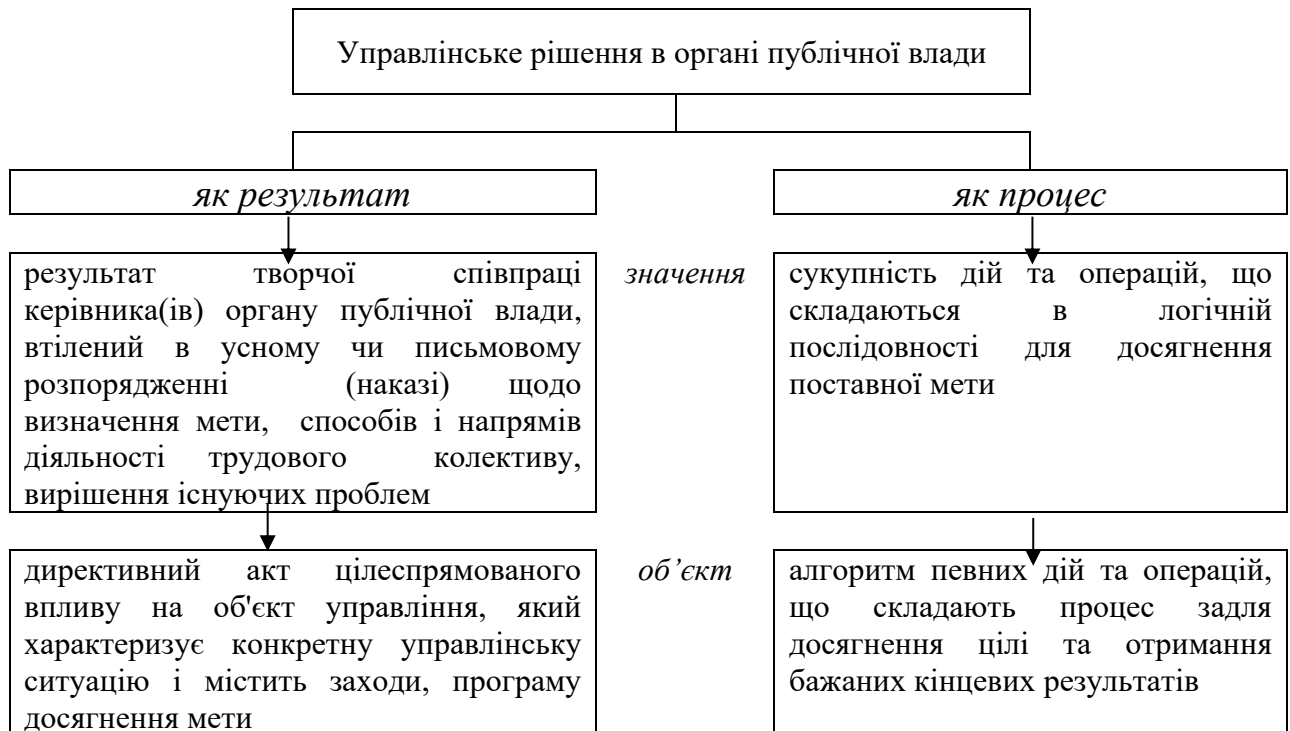 Управлінське рішення в органі публічної влади
як результат
як процес
результат творчої співпраці
керівника(ів) органу публічної влади,
втілений в усному чи письмовому
розпорядженні (наказі) щодо
визначення мети, способів і напрямів
діяльності трудового колективу,
вирішення існуючих проблем
значення
сукупність дій та операцій, що
складаються в логічній
послідовності для досягнення
поставної мети
директивний акт цілеспрямованого
впливу на об'єкт управління, який
характеризує конкретну управлінську
ситуацію і містить заходи, програму
досягнення мети
об’єкт
алгоритм певних дій та операцій,
що складають процес задля
досягнення цілі та отримання
бажаних кінцевих результатів